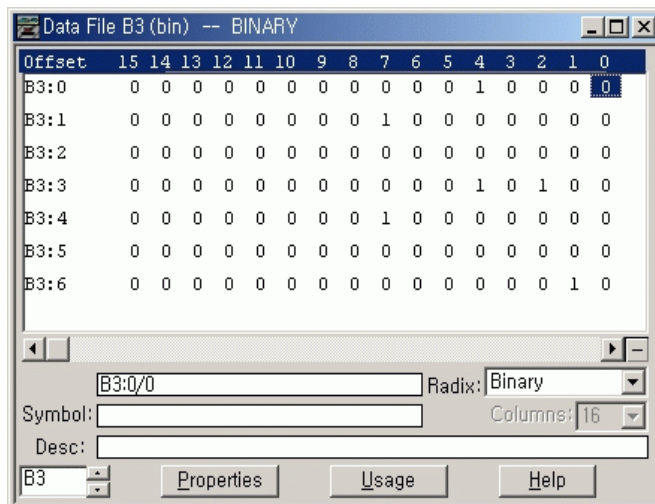 Data File B3 (bin) -- BINARY
Offset 15 14 13 12 11 10 9 8 7 6 5 4 3 2 1 0
B3:0 0 0 0 0 0 0 0 0 0 0 0 1 0 0 0 0
B3:1 0 0 0 0 0 0 0 0 1 0 0 0 0 0 0 0
B3:2 0 0 0 0 0 0 0 0 0 0 0 0 0 0 0 0
B3:3 0 0 0 0 0 0 0 0 0 0 0 1 0 1 0 0
B3:4 0 0 0 0 0 0 0 0 1 0 0 0 0 0 0 0
B3:5 0 0 0 0 0 0 0 0 0 0 0 0 0 0 0 0
B3:6 0 0 0 0 0 0 0 0 0 0 0 0 0 0 1 0
B3:0/0 Radix: Binary
Symbol: Columns: 16
Desc:
B3 Properties Usage Help